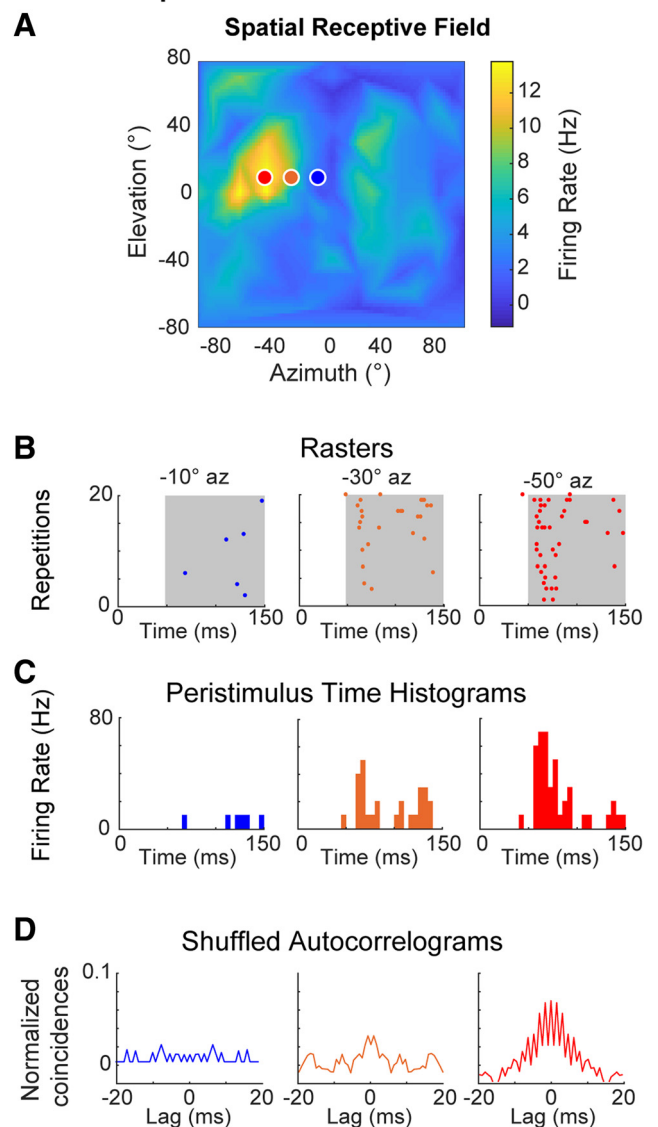 A
Spatial Receptive Field
80
40
0
-40
-80
Elevation (°)
-80 -40 0 40 80
Azimuth (°)
12
10
8
6
4
2
0
Firing Rate (Hz)
B
Rasters
-10° az -30° az -50° az
20
0
Repetitions
0 150 0 150 0 150
Time (ms) Time (ms) Time (ms)
C
Peristimulus Time Histograms
80
0
Firing Rate (Hz)
0 150 0 150 0 150
Time (ms) Time (ms) Time (ms)
D
Shuffled Autocorrelograms
0.1
0
Normalized
coincidences
-20 0 20 -20 0 20 -20 0 20
Lag (ms) Lag (ms) Lag (ms)